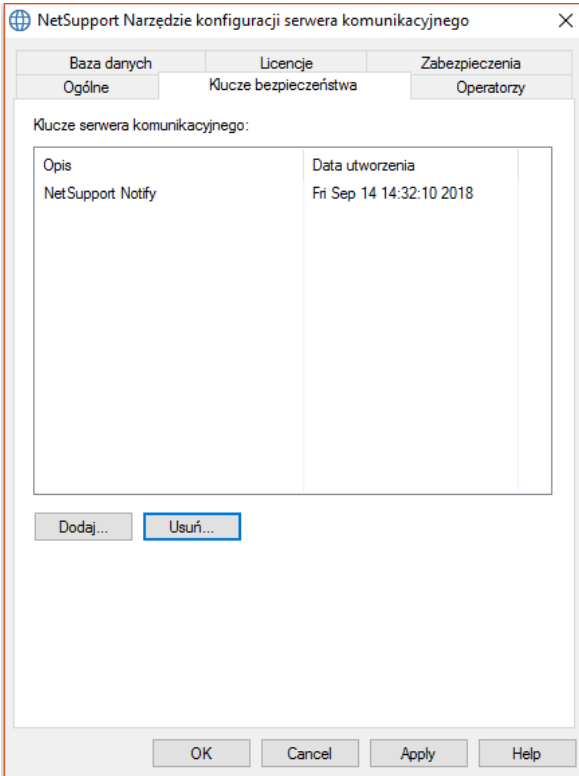 NetSupport Narzędzie konfiguracji serwera komunikacyjnego
Baza danych Licencje Zabezpieczenia
Ogólne Klucze bezpieczeństwa Operatorzy
Klucze serwera komunikacyjnego:
Opis Data utworzenia
NetSupport Notify Fri Sep 14 14:32:10 2018
Dodaj... Usuń...
OK Cancel Apply Help